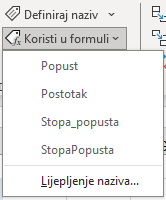 Definiraj naziv
Koristi u formuli
Popust
Postotak
Stopa_popusta
StopaPopusta
Lijepljenje naziva...